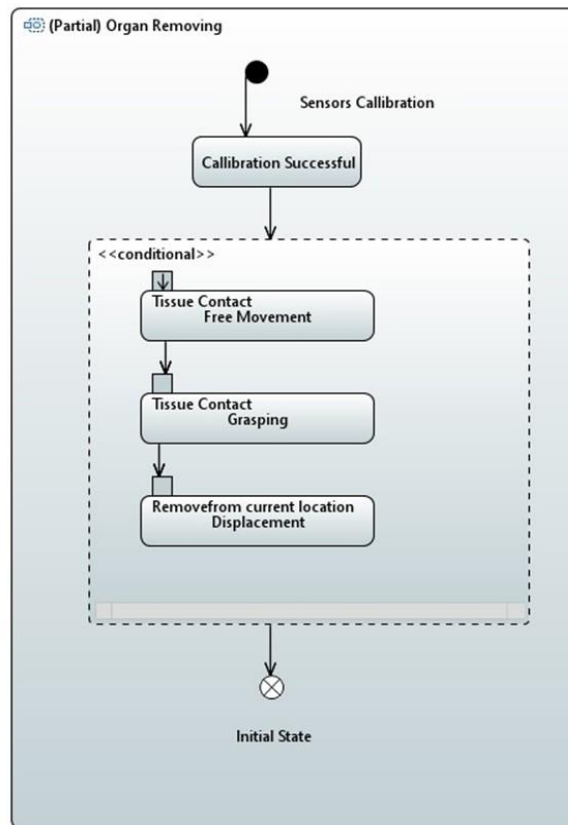 (Partial) Organ Removing
Sensors Callibration
Callibration Successful
<<conditional>>
Tissue Contact
Free Movement
Tissue Contact
Grasping
Removefrom current location
Displacement
Initial State